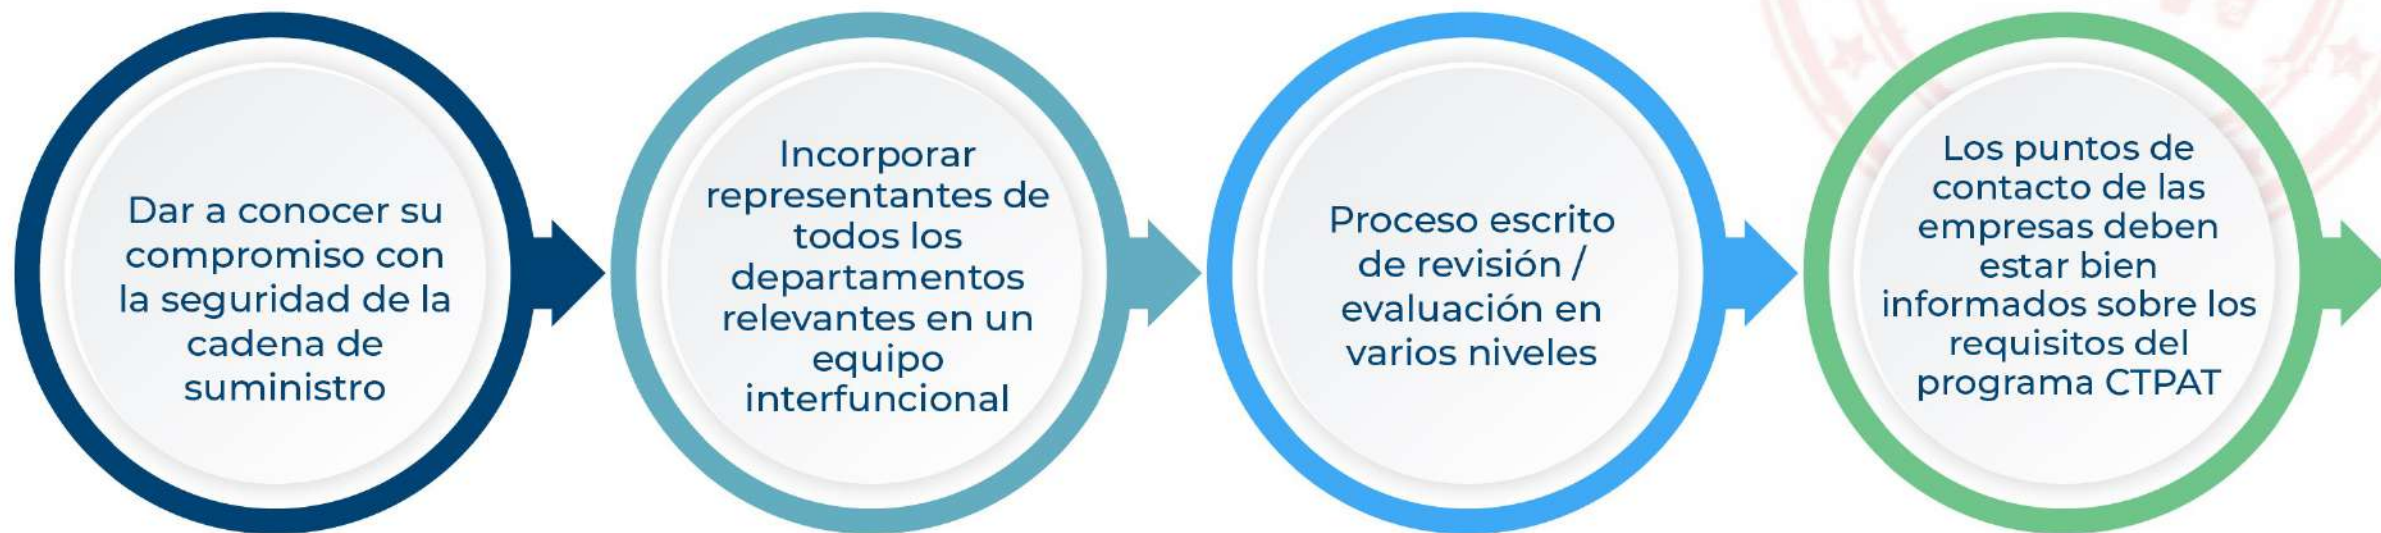 Dar a conocer su
compromiso con
la seguridad de la
cadena de
suministro
Incorporar
representantes de
todos los
departamentos
relevantes en un
equipo
interfuncional
Proceso escrito
de revisión /
evaluación en
varios niveles
Los puntos de
contacto de las
empresas deben
estar bien
informados sobre los
requisitos del
programa CTPAT